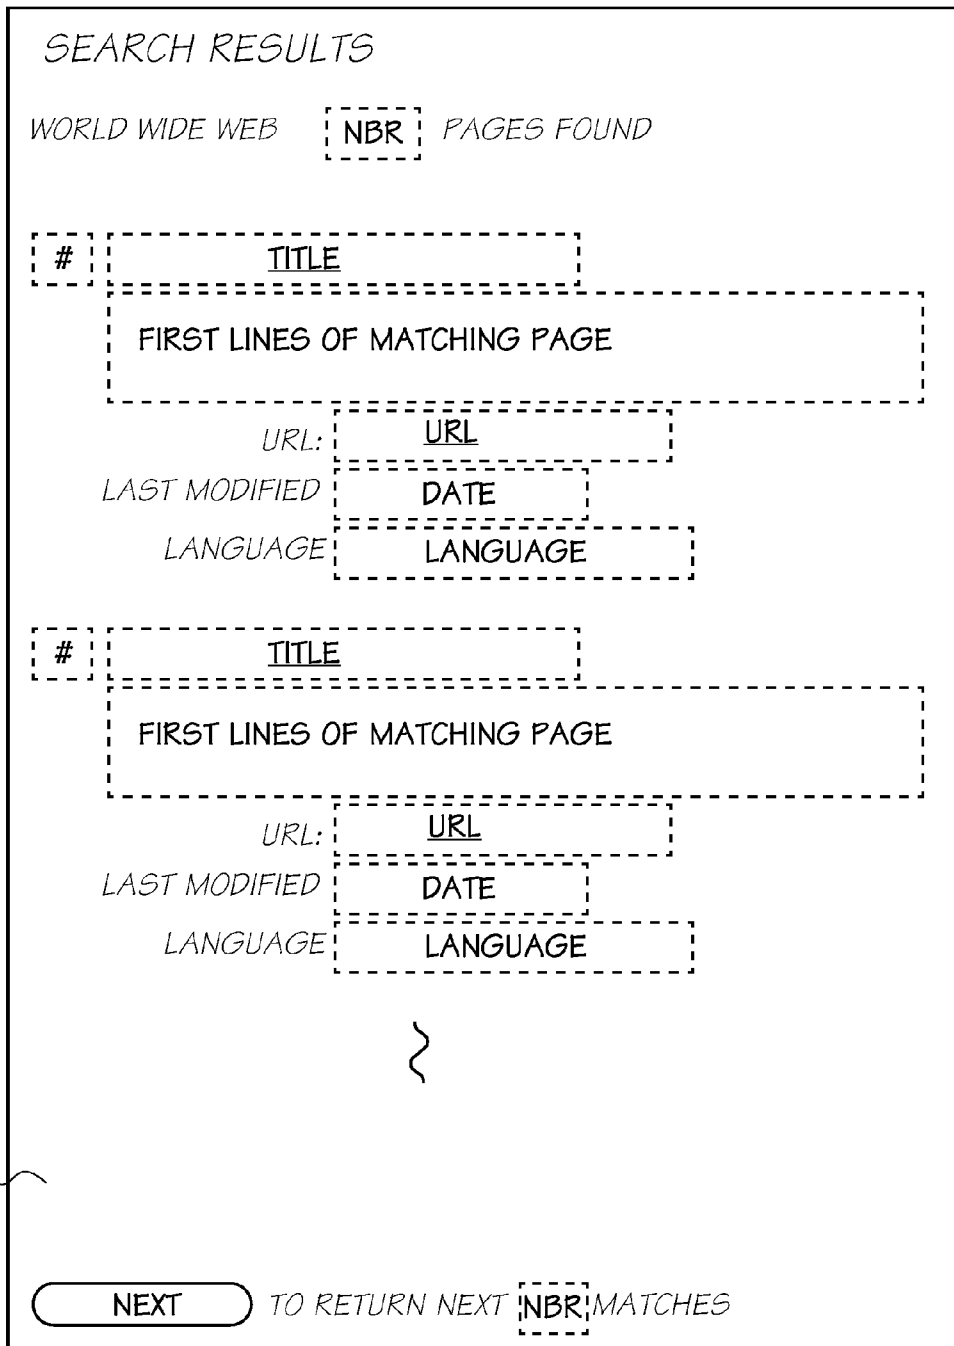 SEARCH RESULTS
WORLD WIDE WEB NBR PAGES FOUND
# TITLE
FIRST LINES OF MATCHING PAGE
URL: URL
LAST MODIFIED DATE
LANGUAGE LANGUAGE
# TITLE
FIRST LINES OF MATCHING PAGE
URL: URL
LAST MODIFIED DATE
LANGUAGE LANGUAGE
NEXT TO RETURN NEXT NBR MATCHES